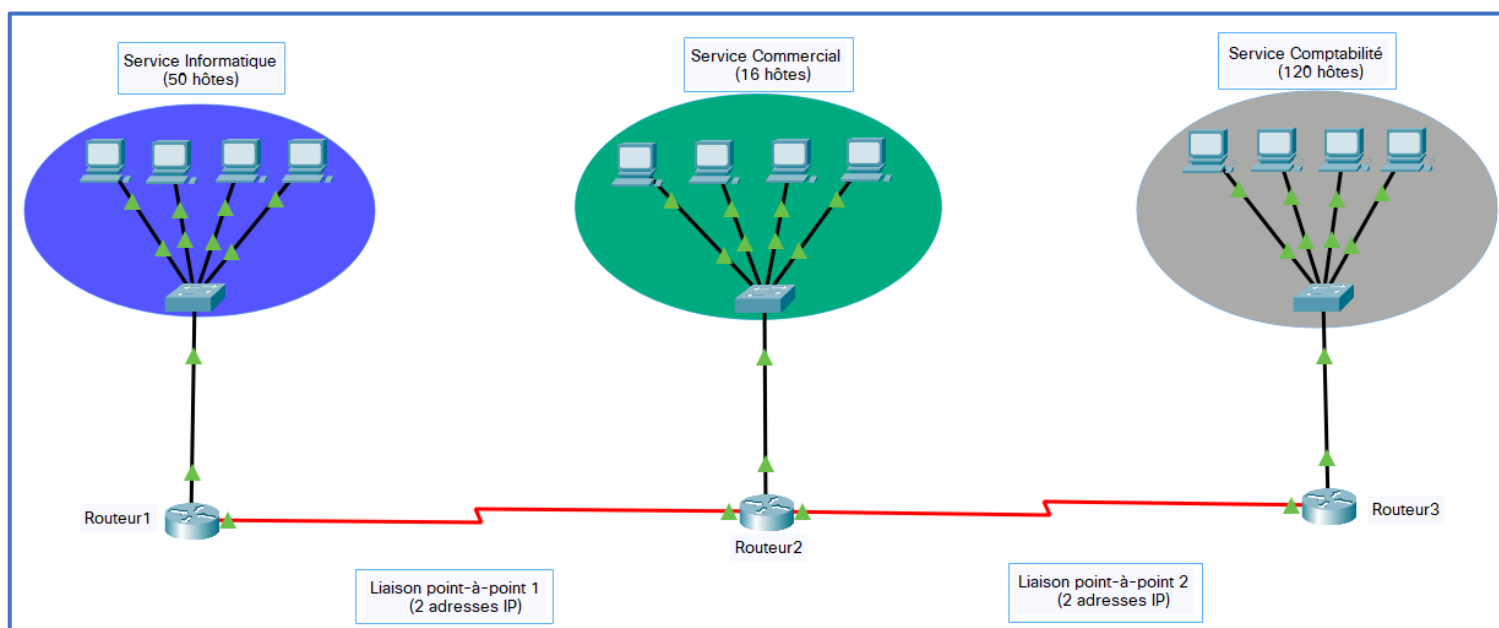 Service Informatique
(50 hôtes)
Service Commercial
(16 hôtes)
Service Comptabilité
(120 hôtes)
Routeur1
Routeur2
Routeur3
Liaison point-à-point 1
(2 adresses IP)
Liaison point-à-point 2
(2 adresses IP)